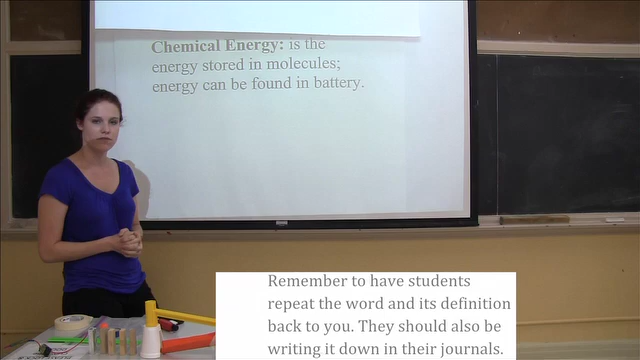 Chemical Energy: is the
energy stored in molecules;
energy can be found in battery.
Remember to have students
repeat the word and its definition
back to you. They should also be
writing it down in their journals.